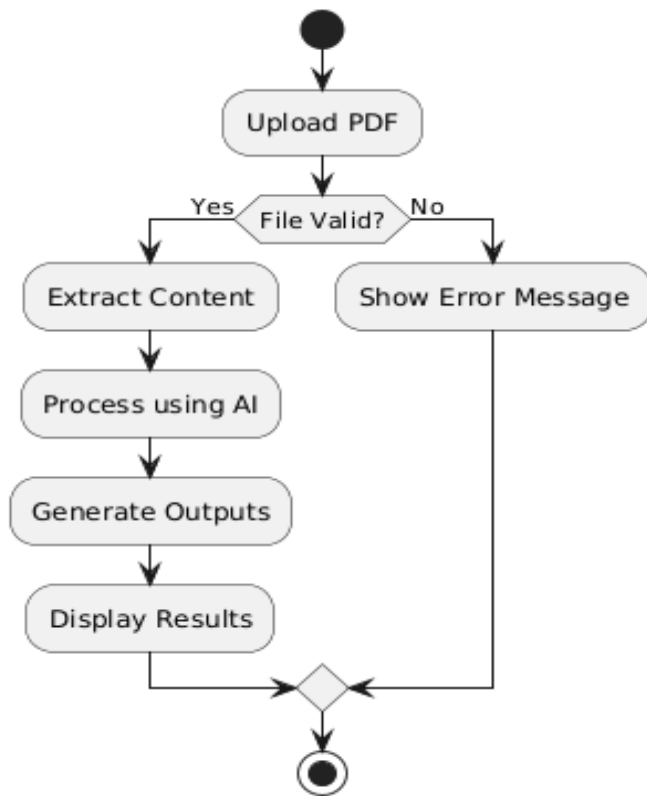 Upload PDF
Yes
File Valid?
No
Extract Content
Show Error Message
Process using AI
Generate Outputs
Display Results